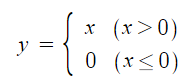 y = { x (x > 0)
0 (x ≤ 0)